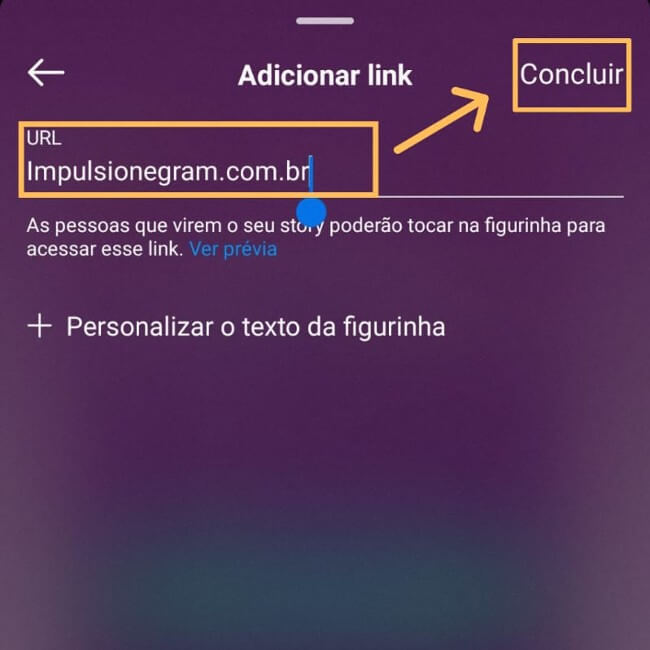 Adicionar link
Concluir
URL
Impulsionegram.com.br
As pessoas que virem o seu story poderão tocar na figurinha para
acessar esse link. Ver prévia
+ Personalizar o texto da figurinha